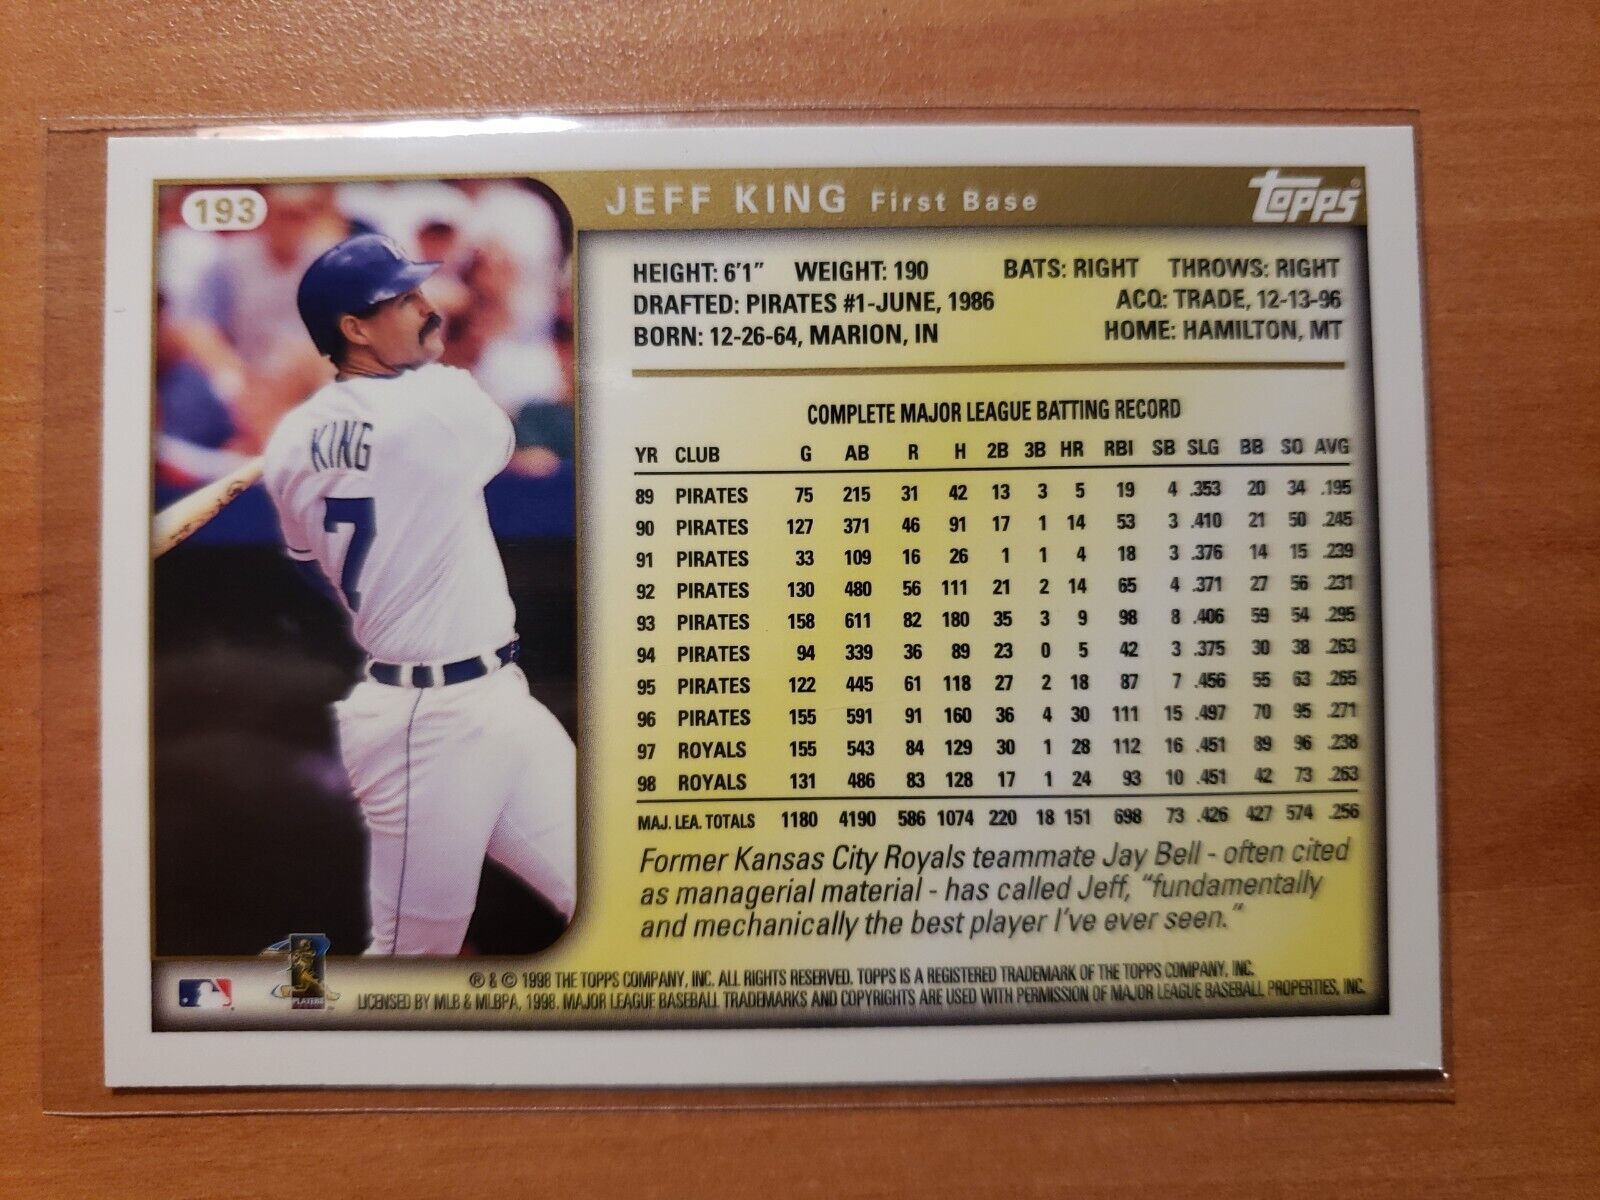 193
JEFF KING First Base
Topps
HEIGHT: 6'1" WEIGHT: 190 BATS: RIGHT THROWS: RIGHT
DRAFTED: PIRATES #1-JUNE, 1986 ACQ: TRADE, 12-13-96
BORN: 12-26-64, MARION, IN HOME: HAMILTON, MT
KING
7
COMPLETE MAJOR LEAGUE BATTING RECORD
YR CLUB G AB R H 2B 3B HR RBI SB SLG BB SO AVG
89 PIRATES 75 215 31 42 13 3 5 19 4 .353 20 34 .195
90 PIRATES 127 371 46 91 17 1 14 53 3 .410 21 50 .245
91 PIRATES 33 109 16 26 1 1 4 18 3 .376 14 15 .239
92 PIRATES 130 480 56 111 21 2 14 65 4 .371 27 56 .231
93 PIRATES 158 611 82 180 35 3 9 98 8 .406 59 54 .295
94 PIRATES 94 339 36 89 23 0 5 42 3 .375 30 38 .263
95 PIRATES 122 445 61 118 27 2 18 87 7 .456 55 63 .265
96 PIRATES 155 591 91 160 36 4 30 111 15 .497 70 95 .271
97 ROYALS 155 543 84 129 30 1 28 112 16 .451 89 96 .238
98 ROYALS 131 486 83 128 17 1 24 93 10 .451 42 73 .263
MAJ. LEA. TOTALS 1180 4190 586 1074 220 18 151 698 73 .426 427 574 .256
Former Kansas City Royals teammate Jay Bell - often cited
as managerial material - has called Jeff, "fundamentally
and mechanically the best player I've ever seen."
® & © 1998 THE TOPPS COMPANY, INC. ALL RIGHTS RESERVED. TOPPS IS A REGISTERED TRADEMARK OF THE TOPPS COMPANY, INC.
LICENSED BY MLB & MLBPA, 1998. MAJOR LEAGUE BASEBALL TRADEMARKS AND COPYRIGHTS ARE USED WITH PERMISSION OF MAJOR LEAGUE BASEBALL PROPERTIES, INC.
PLAYERS